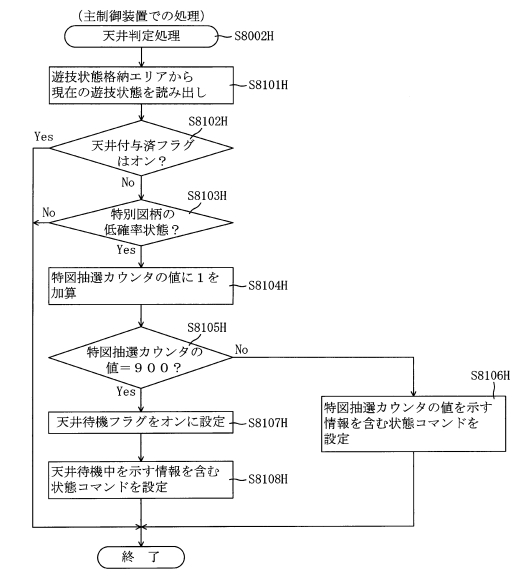 (主制御装置での処理)
天井判定処理
S8002H
遊技状態格納エリアから
現在の遊技状態を読み出し
S8101H
S8102H
Yes
天井付与済フラグ
はオン?
No
S8103H
No
特別図柄の
低確率状態?
Yes
特図抽選カウンタの値に1を
加算
S8104H
S8105H
特図抽選カウンタの
値=900?
No
Yes
S8106H
特図抽選カウンタの値を示す
情報を含む状態コマンドを
設定
天井待機フラグをオンに設定
S8107H
天井待機中を示す情報を含む
状態コマンドを設定
S8108H
終 了